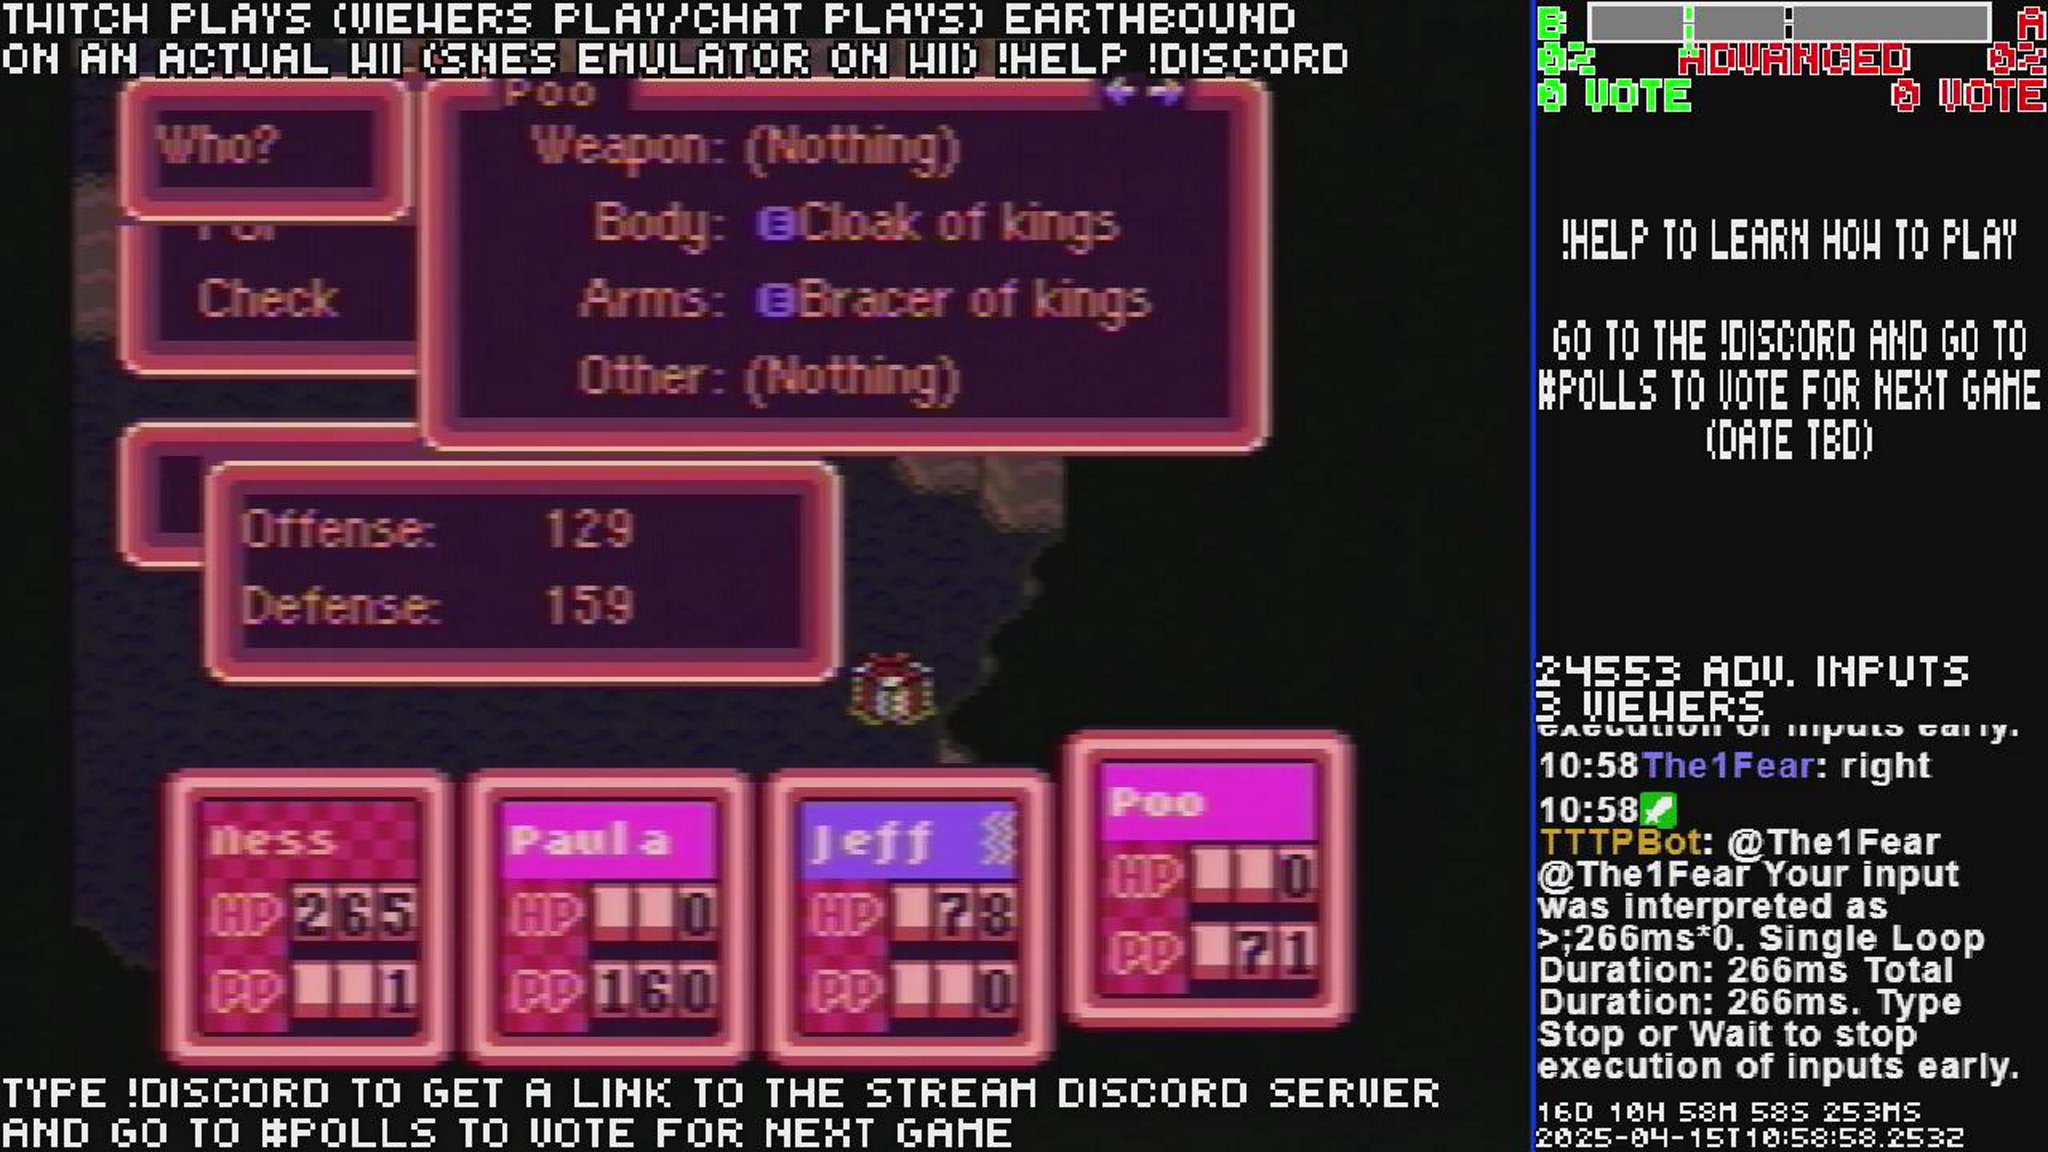 TWITCH PLAYS (VIEWERS PLAY/CHAT PLAYS) EARTHBOUND
ON AN ACTUAL WII (SNES EMULATOR ON WII) !HELP !DISCORD
Who?
Check
Poo
Weapon: (Nothing)
Body: E Cloak of kings
Arms: E Bracer of kings
Other: (Nothing)
Offense: 129
Defense: 159
Ness
HP 265
PP 1
Paula
HP 0
PP 160
Jeff
HP 78
PP 0
Poo
HP 0
PP 71
TYPE !DISCORD TO GET A LINK TO THE STREAM DISCORD SERVER
AND GO TO #POLLS TO VOTE FOR NEXT GAME
B A
0% ADVANCED 0%
0 VOTE 0 VOTE
!HELP TO LEARN HOW TO PLAY
GO TO THE !DISCORD AND GO TO
#POLLS TO VOTE FOR NEXT GAME
(DATE TBD)
24553 ADV. INPUTS
3 VIEWERS
execution of inputs early.
10:58 The1Fear: right
10:58
TTTPBot: @The1Fear
@The1Fear Your input
was interpreted as
>;266ms*0. Single Loop
Duration: 266ms Total
Duration: 266ms. Type
Stop or Wait to stop
execution of inputs early.
16D 10H 58M 58S 253MS
2025-04-15T10:58:58.253Z